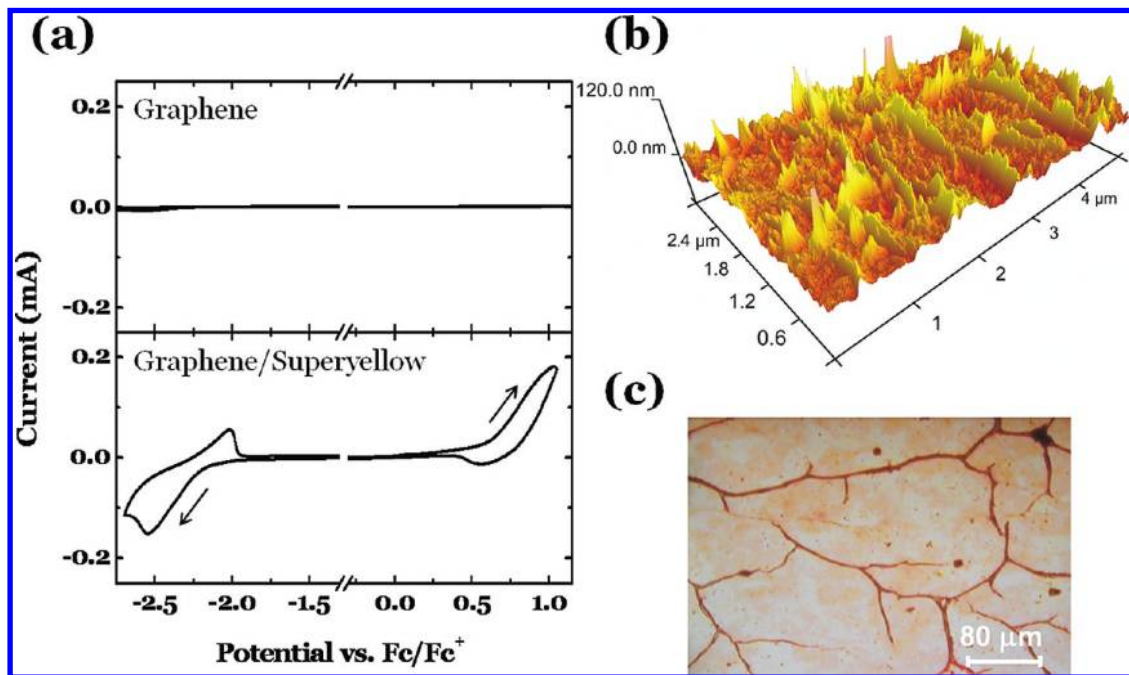 (a)
0.2
Graphene
0.0
-0.2
0.2
Graphene/Superyellow
0.0
-0.2
Current (mA)
-2.5 -2.0 -1.5 0.0 0.5 1.0
Potential vs. Fc/Fc⁺
(b)
120.0 nm
0.0 nm
2.4 µm
1.8
1.2
0.6
1
2
3
4 µm
(c)
80 µm